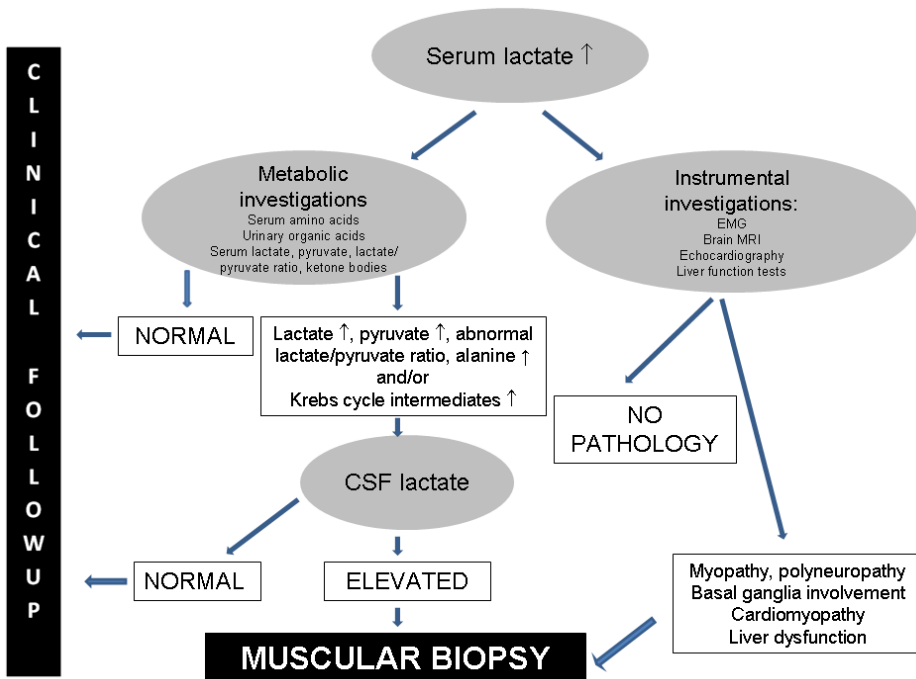 CLINICAL FOLLOWUP
Serum lactate ↑
Metabolic
investigations
Serum amino acids
Urinary organic acids
Serum lactate, pyruvate, lactate/
pyruvate ratio, ketone bodies
Instrumental
investigations:
EMG
Brain MRI
Echocardiography
Liver function tests
NORMAL
Lactate ↑, pyruvate ↑, abnormal
lactate/pyruvate ratio, alanine ↑
and/or
Krebs cycle intermediates ↑
NO
PATHOLOGY
CSF lactate
NORMAL
ELEVATED
Myopathy, polyneuropathy
Basal ganglia involvement
Cardiomyopathy
Liver dysfunction
MUSCULAR BIOPSY